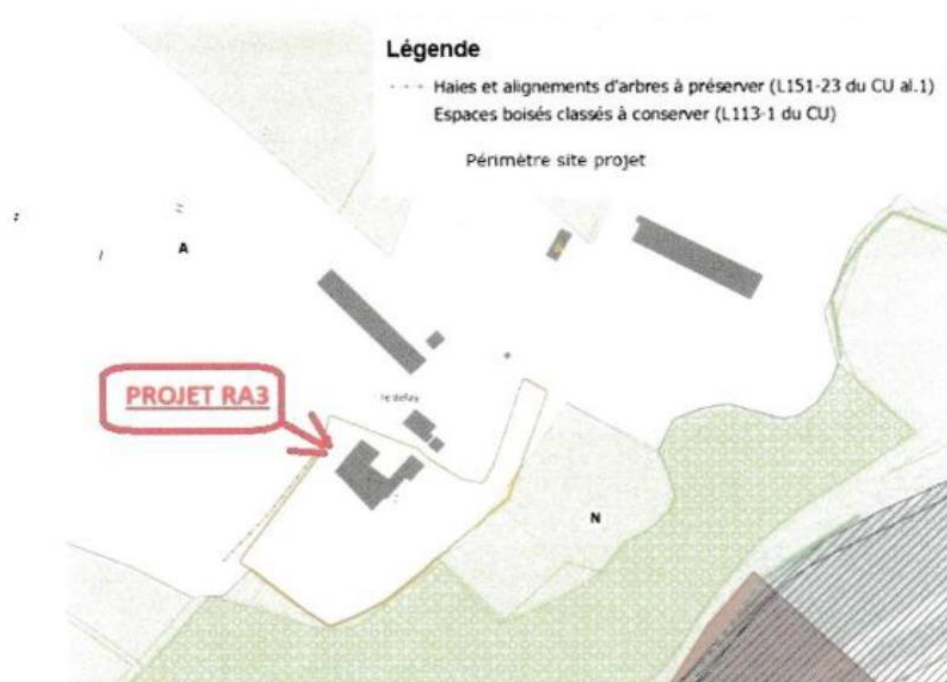 Légende
Haies et alignements d'arbres à préserver (L151-23 du CU al.1)
Espaces boisés classés à conserver (L113-1 du CU)
Périmètre site projet
A
PROJET RA3
le defay
N